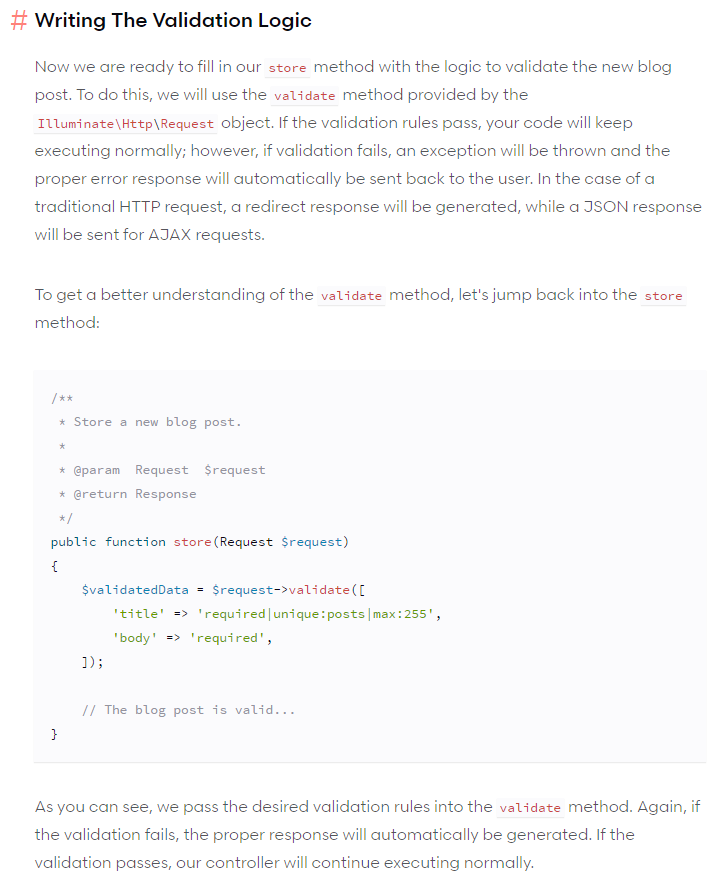 # Writing The Validation Logic
Now we are ready to fill in our store method with the logic to validate the new blog
post. To do this, we will use the validate method provided by the
Illuminate\Http\Request object. If the validation rules pass, your code will keep
executing normally; however, if validation fails, an exception will be thrown and the
proper error response will automatically be sent back to the user. In the case of a
traditional HTTP request, a redirect response will be generated, while a JSON response
will be sent for AJAX requests.
To get a better understanding of the validate method, let's jump back into the store
method:
/**
 * Store a new blog post.
 *
 * @param  Request  $request
 * @return Response
 */
public function store(Request $request)
{
    $validatedData = $request->validate([
        'title' => 'required|unique:posts|max:255',
        'body' => 'required',
    ]);
    // The blog post is valid...
}
As you can see, we pass the desired validation rules into the validate method. Again, if
the validation fails, the proper response will automatically be generated. If the
validation passes, our controller will continue executing normally.